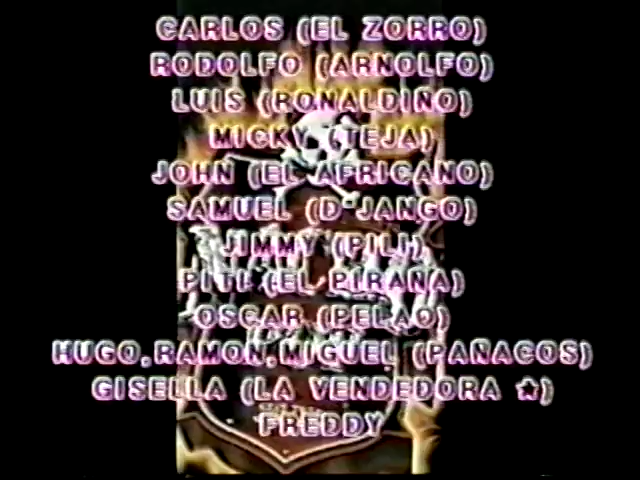 CARLOS (EL ZORRO)
RODOLFO (ARNOLFO)
LUIS (RONALDIÑO)
MICKY (TEJA)
JOHN (EL AFRICANO)
SAMUEL (D'JANGO)
JIMMY (PILI)
PITI (EL PIRAÑA)
OSCAR (PELAO)
HUGO,RAMON,MIGUEL (PAÑACOS)
GISELLA (LA VENDEDORA ★)
FREDDY